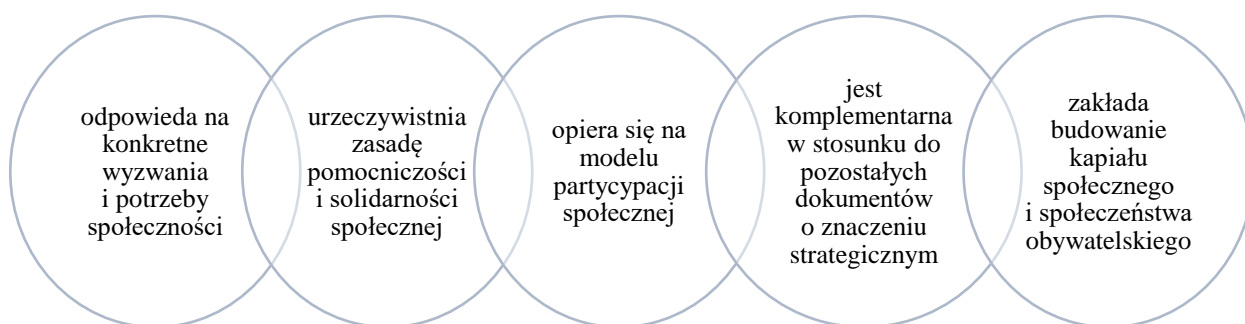 odpowieda na
konkretne
wyzwania
i potrzeby
społeczności
urzeczywistnia
zasadę
pomocniczości
i solidarności
społecznej
opiera się na
modelu
partycypacji
społecznej
jest
komplementarna
w stosunku do
pozostałych
dokumentów
o znaczeniu
strategicznym
zakłada
budowanie
kapiału
społecznego
i społeczeństwa
obywatelskiego